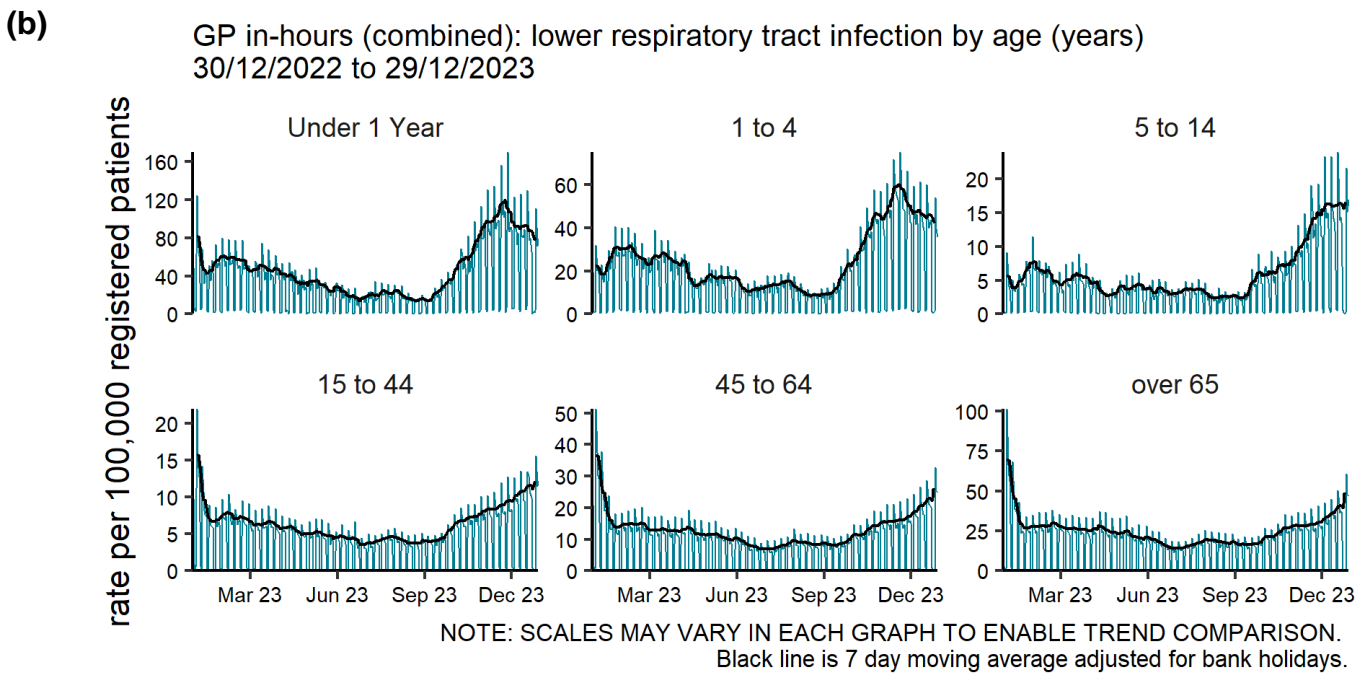 (b)
GP in-hours (combined): lower respiratory tract infection by age (years)
30/12/2022 to 29/12/2023
rate per 100,000 registered patients
Under 1 Year
1 to 4
5 to 14
160
120
80
40
0
60
40
20
0
20
15
10
5
0
15 to 44
45 to 64
over 65
20
15
10
5
0
50
40
30
20
10
0
100
75
50
25
0
Mar 23 Jun 23 Sep 23 Dec 23
Mar 23 Jun 23 Sep 23 Dec 23
Mar 23 Jun 23 Sep 23 Dec 23
NOTE: SCALES MAY VARY IN EACH GRAPH TO ENABLE TREND COMPARISON.
Black line is 7 day moving average adjusted for bank holidays.